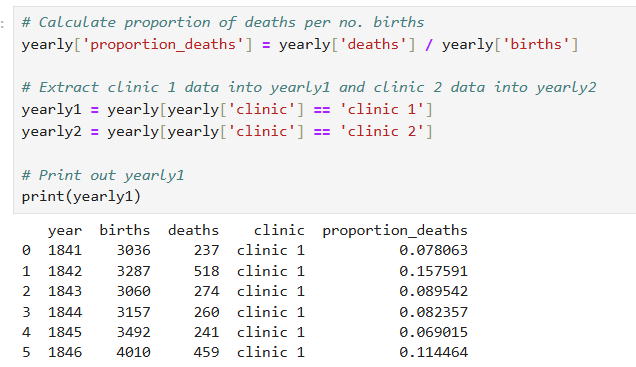 :
# Calculate proportion of deaths per no. births
yearly['proportion_deaths'] = yearly['deaths'] / yearly['births']
# Extract clinic 1 data into yearly1 and clinic 2 data into yearly2
yearly1 = yearly[yearly['clinic'] == 'clinic 1']
yearly2 = yearly[yearly['clinic'] == 'clinic 2']
# Print out yearly1
print(yearly1)
year births deaths clinic proportion_deaths
0 1841 3036 237 clinic 1 0.078063
1 1842 3287 518 clinic 1 0.157591
2 1843 3060 274 clinic 1 0.089542
3 1844 3157 260 clinic 1 0.082357
4 1845 3492 241 clinic 1 0.069015
5 1846 4010 459 clinic 1 0.114464